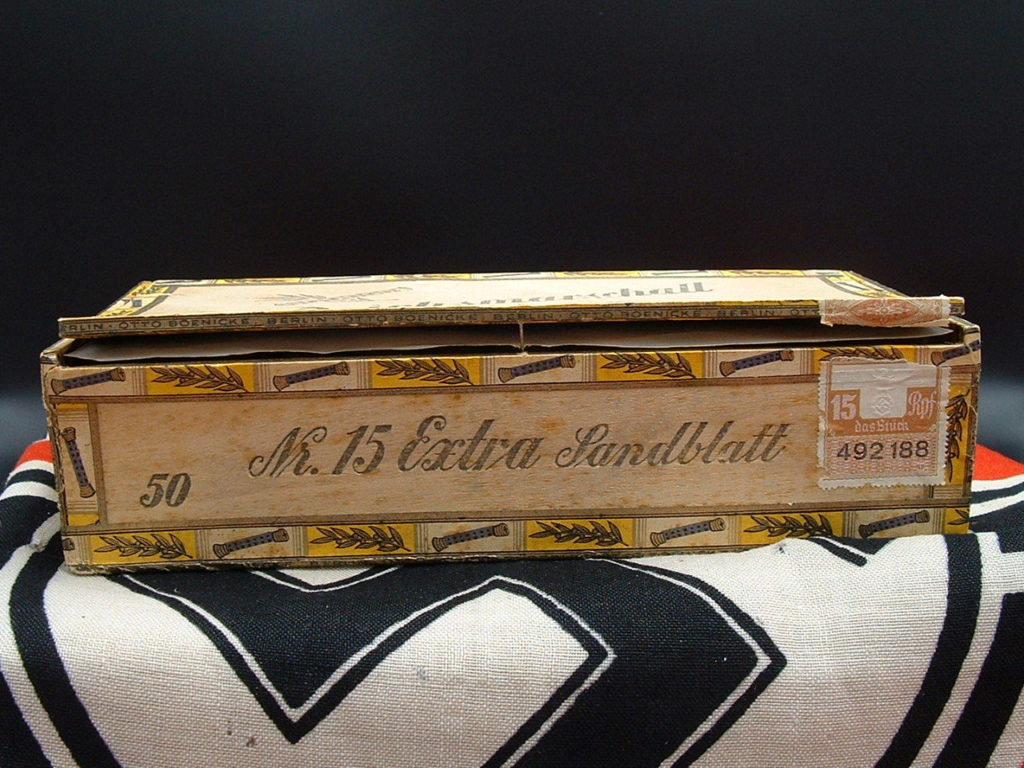 BERLIN · OTTO BOENICKE · BERLIN · OTTO BOENICKE · BERLIN · OTTO BOENICKE · BERLIN · OTTO
15 Rpf
das Stück
492188
Nr. 15 Extra Sandblatt
50